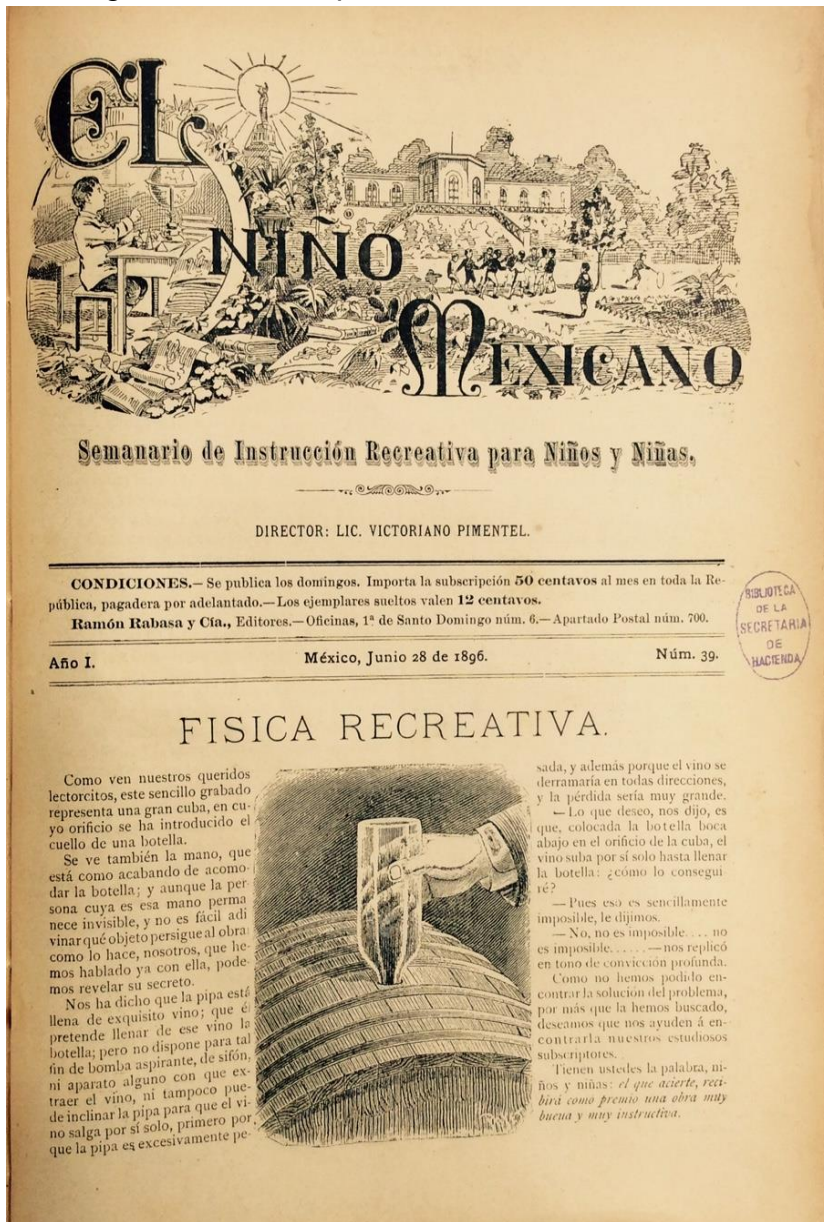 EL
NIÑO
MEXICANO
Semanario de Instrucción Recreativa para Niños y Niñas.
DIRECTOR: LIC. VICTORIANO PIMENTEL.
CONDICIONES.— Se publica los domingos. Importa la subscripción 50 centavos al mes en toda la Re-
pública, pagadera por adelantado.—Los ejemplares sueltos valen 12 centavos.
Ramón Rabasa y Cía., Editores.—Oficinas, 1ª de Santo Domingo núm. 6.—Apartado Postal núm. 700.
BIBLIOTECA
DE LA
SECRETARIA
DE
HACIENDA
Año I.
México, Junio 28 de 1896.
Núm. 39.
FISICA RECREATIVA.
Como ven nuestros queridos
lectorcitos, este sencillo grabado
representa una gran cuba, en cu-
yo orificio se ha introducido el
cuello de una botella.
Se ve también la mano, que
está como acabando de acomo-
dar la botella; y aunque la per
sona cuya es esa mano perma
nece invisible, y no es fácil adi
vinar qué objeto persigue al obrar
como lo hace, nosotros, que he-
mos hablado ya con ella, pode-
mos revelar su secreto.
Nos ha dicho que la pipa está
llena de exquisito vino; que él
pretende llenar de ese vino la
botella; pero no dispone para tal
fin de bomba aspirante, de sifón,
ni aparato alguno con que ex-
traer el vino, ni tampoco pue-
de inclinar la pipa para que el vi-
no salga por sí solo, primero por
que la pipa es excesivamente pe-
sada, y además porque el vino se
derramaría en todas direcciones,
y la pérdida sería muy grande.
— Lo que deseo, nos dijo, es
que, colocada la botella boca
abajo en el orificio de la cuba, el
vino suba por sí solo hasta llenar
la botella: ¿cómo lo consegui
ré?
— Pues eso es sencillamente
imposible, le dijimos.
— No, no es imposible.... no
es imposible......—nos replicó
en tono de convicción profunda.
Como no hemos podido en-
contrar la solución del problema,
por más que la hemos buscado,
deseamos que nos ayuden á en-
contrarla nuestros estudiosos
subscriptores.
Tienen ustedes la palabra, ni-
ños y niñas: el que acierte, reci-
birá como premio una obra muy
buena y muy instructiva.